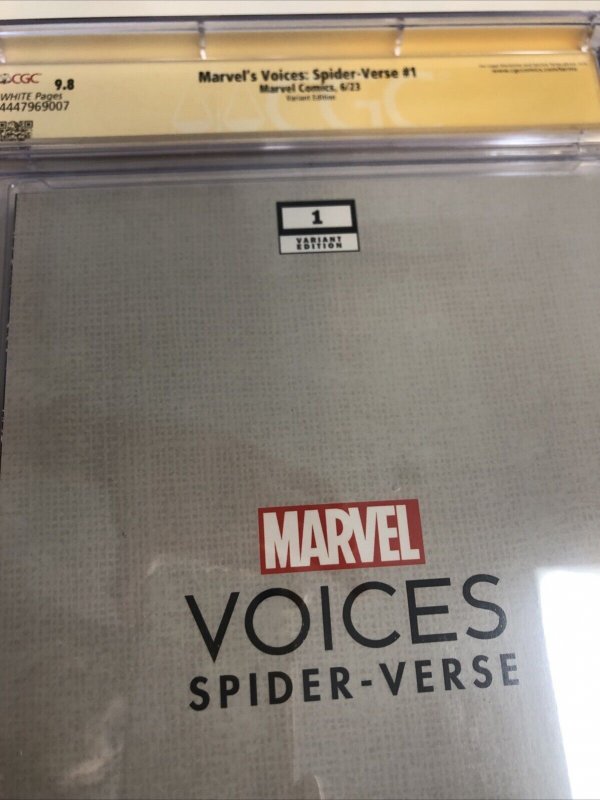 CGC 9.8
WHITE Pages
4447969007
Marvel's Voices: Spider-Verse #1
Marvel Comics, 6/23
Variant Edition
1
VARIANT
EDITION
MARVEL
VOICES
SPIDER-VERSE